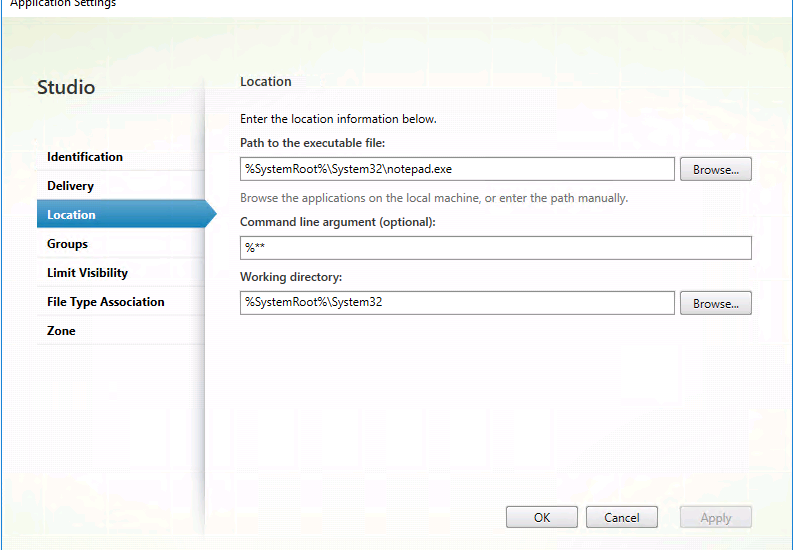 Application Settings
Studio
Identification
Delivery
Location
Groups
Limit Visibility
File Type Association
Zone
Location
Enter the location information below.
Path to the executable file:
%SystemRoot%\System32\notepad.exe
Browse...
Browse the applications on the local machine, or enter the path manually.
Command line argument (optional):
%**
Working directory:
%SystemRoot%\System32
Browse...
OK
Cancel
Apply